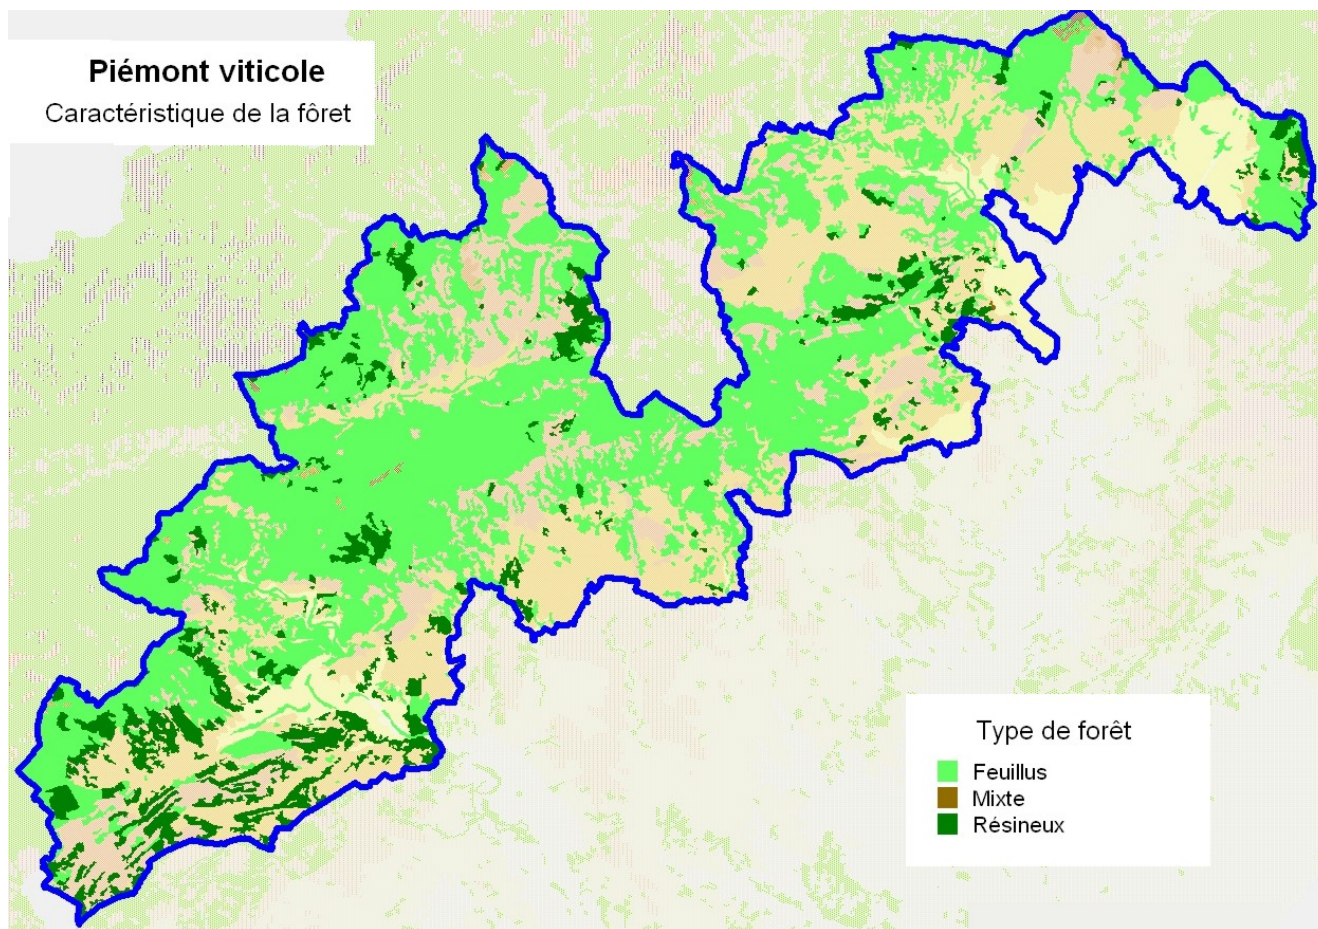 Piémont viticole
Caractéristique de la fôret
Type de forêt
Feuillus
Mixte
Résineux